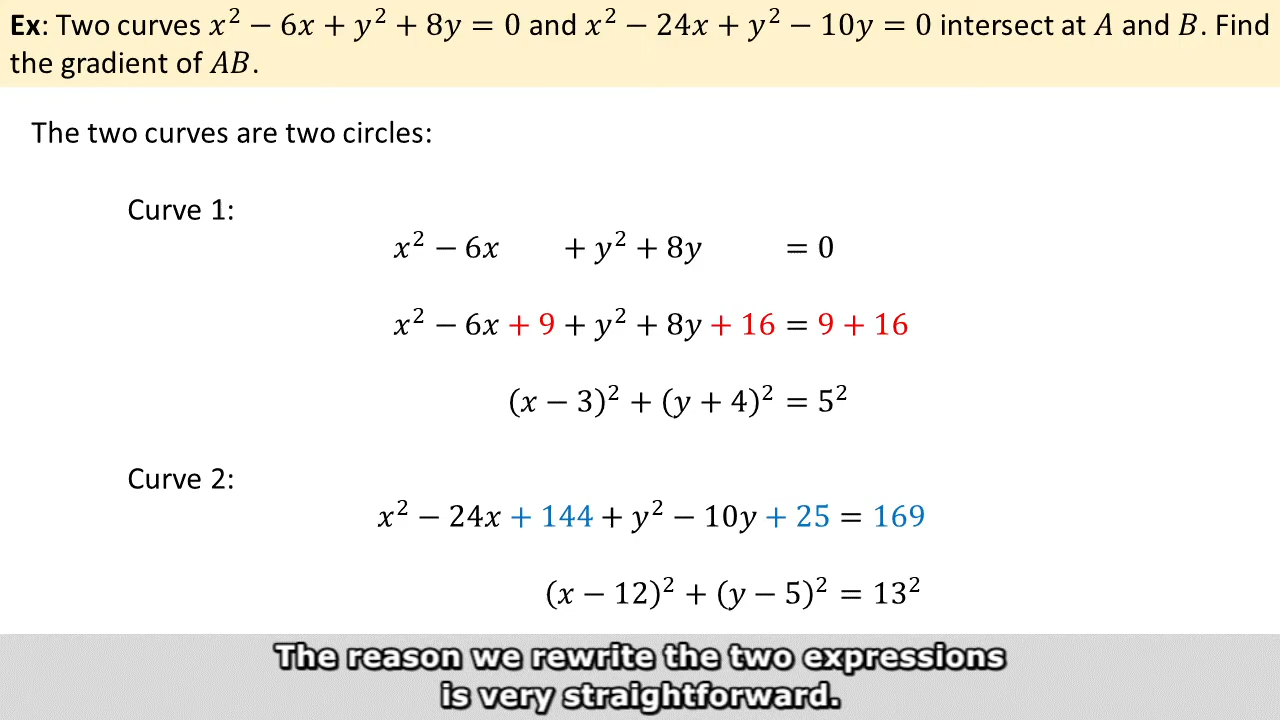 Ex: Two curves x² − 6x + y² + 8y = 0 and x² − 24x + y² − 10y = 0 intersect at A and B. Find
the gradient of AB.
The two curves are two circles:
Curve 1:
x² − 6x + y² + 8y = 0
x² − 6x + 9 + y² + 8y + 16 = 9 + 16
(x − 3)² + (y + 4)² = 5²
Curve 2:
x² − 24x + 144 + y² − 10y + 25 = 169
(x − 12)² + (y − 5)² = 13²
The reason we rewrite the two expressions
is very straightforward.